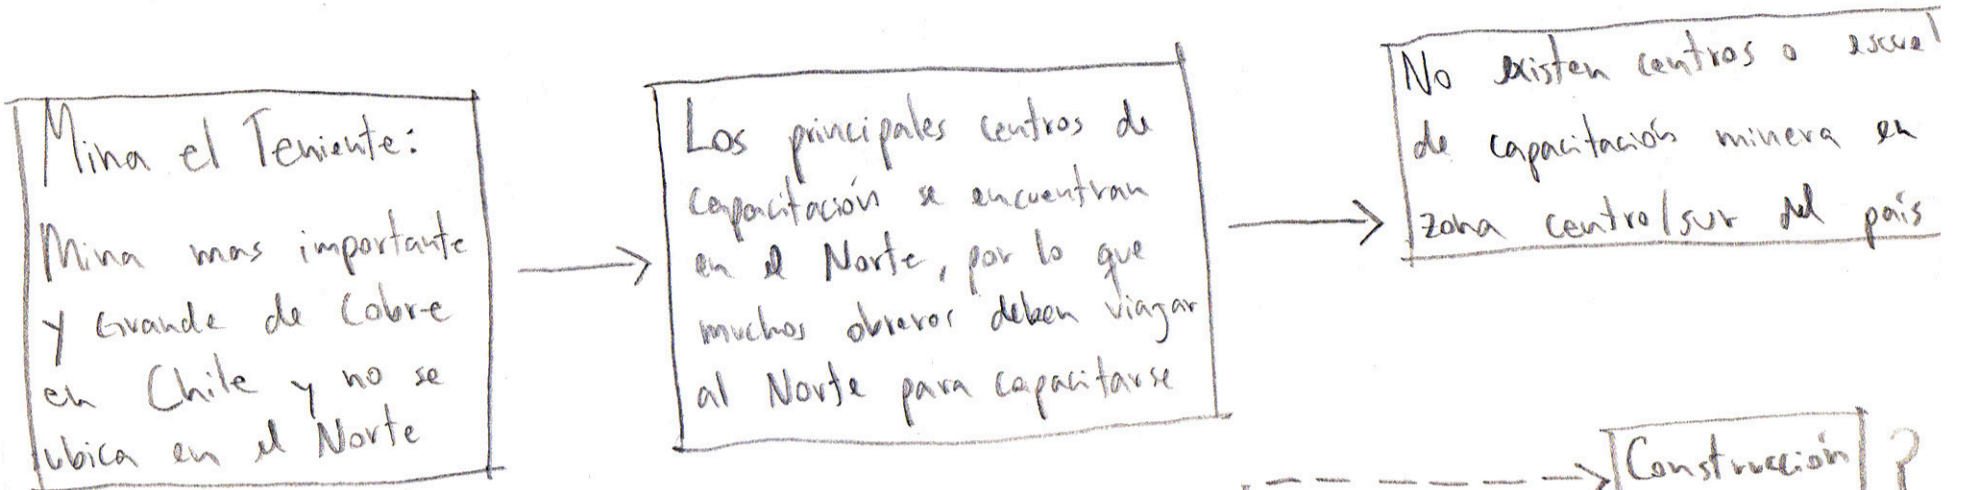 Mina el Teniente:
Mina mas importante
y Grande de Cobre
en Chile y no se
ubica en el Norte
Los principales centros de
capacitación se encuentran
en el Norte, por lo que
muchos obreros deben viajar
al Norte para capacitarse
No existen centros o escuel
de capacitación minera en
zona centro/sur del país
Construcción ?